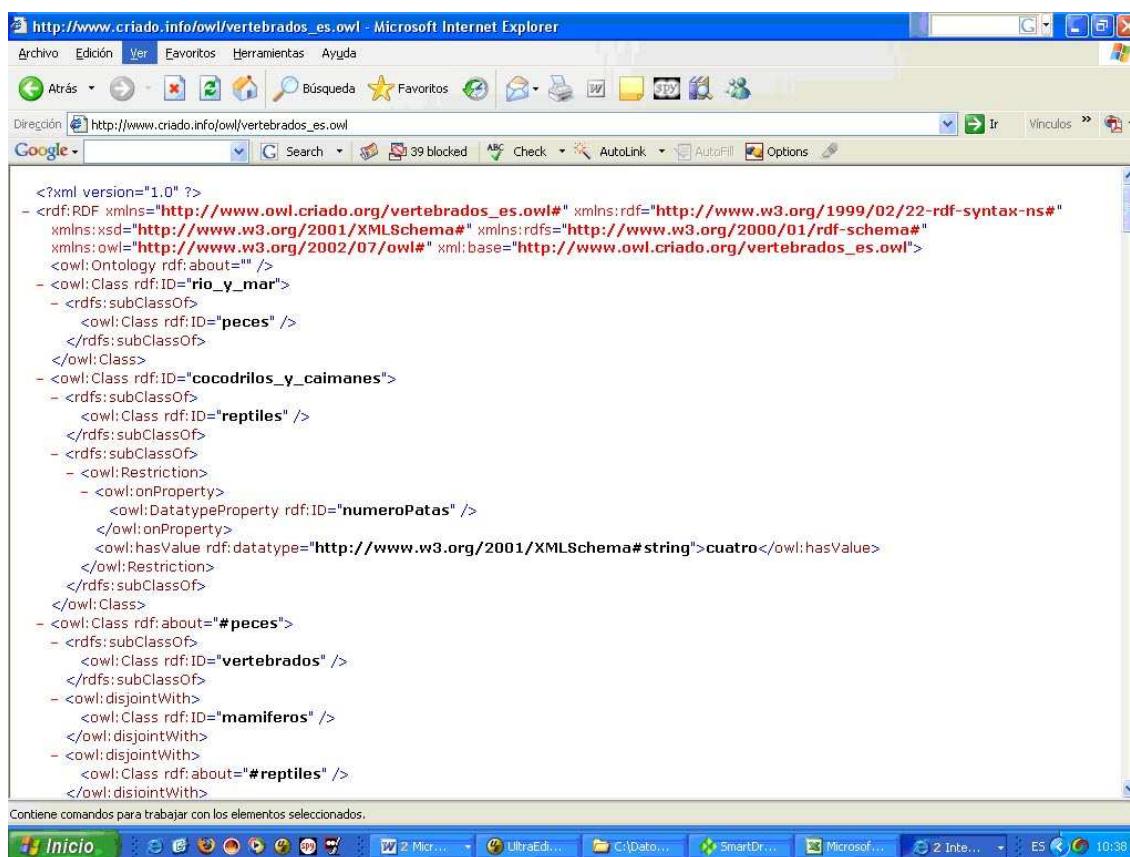 http://www.criado.info/owl/vertebrados_es.owl - Microsoft Internet Explorer
Archivo Edición Ver Favoritos Herramientas Ayuda
Atrás Búsqueda Favoritos
Dirección http://www.criado.info/owl/vertebrados_es.owl Ir Vínculos »
Google G Search 39 blocked ABC Check AutoLink AutoFill Options
<?xml version="1.0" ?>
- <rdf:RDF xmlns="http://www.owl.criado.org/vertebrados_es.owl#" xmlns:rdf="http://www.w3.org/1999/02/22-rdf-syntax-ns#"
xmlns:xsd="http://www.w3.org/2001/XMLSchema#" xmlns:rdfs="http://www.w3.org/2000/01/rdf-schema#"
xmlns:owl="http://www.w3.org/2002/07/owl#" xml:base="http://www.owl.criado.org/vertebrados_es.owl">
<owl:Ontology rdf:about="" />
- <owl:Class rdf:ID="rio_y_mar">
- <rdfs:subClassOf>
<owl:Class rdf:ID="peces" />
</rdfs:subClassOf>
</owl:Class>
- <owl:Class rdf:ID="cocodrilos_y_caimanes">
- <rdfs:subClassOf>
<owl:Class rdf:ID="reptiles" />
</rdfs:subClassOf>
- <rdfs:subClassOf>
- <owl:Restriction>
- <owl:onProperty>
<owl:DatatypeProperty rdf:ID="numeroPatas" />
</owl:onProperty>
<owl:hasValue rdf:datatype="http://www.w3.org/2001/XMLSchema#string">cuatro</owl:hasValue>
</owl:Restriction>
</rdfs:subClassOf>
</owl:Class>
- <owl:Class rdf:about="#peces">
- <rdfs:subClassOf>
<owl:Class rdf:ID="vertebrados" />
</rdfs:subClassOf>
- <owl:disjointWith>
<owl:Class rdf:ID="mamiferos" />
</owl:disjointWith>
- <owl:disjointWith>
<owl:Class rdf:about="#reptiles" />
</owl:disjointWith>
Contiene comandos para trabajar con los elementos seleccionados.
Inicio 2 Micr... UltraEdi... C:\Dato... SmartDr... Microsof... 2 Inte... ES 10:38